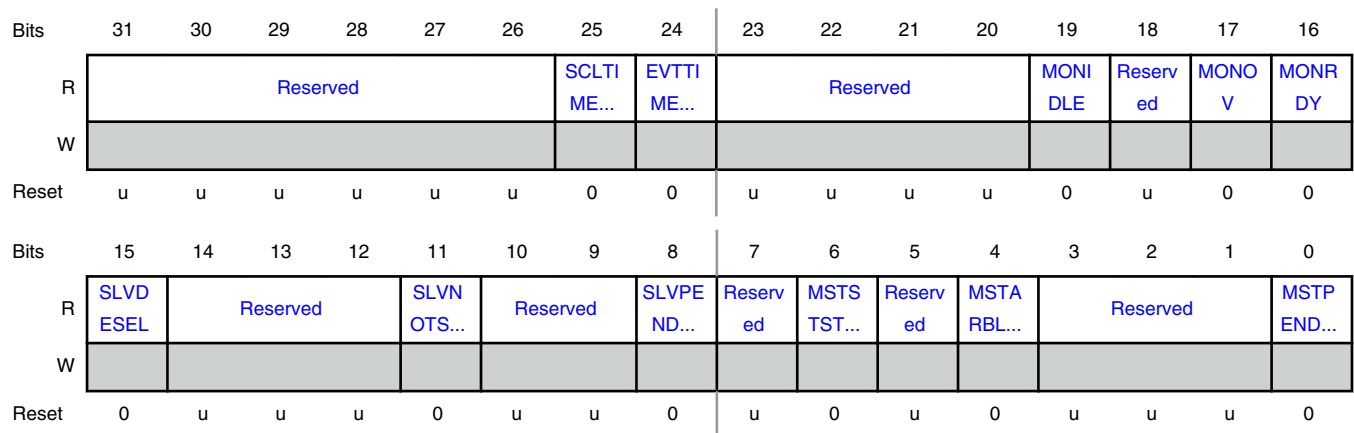 Bits 31 30 29 28 27 26 25 24 23 22 21 20 19 18 17 16
R Reserved SCLTI ME... EVTTI ME... Reserved MONI DLE Reserv ed MONO V MONR DY
W
Reset u u u u u u 0 0 u u u u 0 u 0 0
Bits 15 14 13 12 11 10 9 8 7 6 5 4 3 2 1 0
R SLVD ESEL Reserved SLVN OTS... Reserved SLVPE ND... Reserv ed MSTS TST... Reserv ed MSTA RBL... Reserved MSTP END...
W
Reset 0 u u u 0 u u 0 u 0 u 0 u u u 0